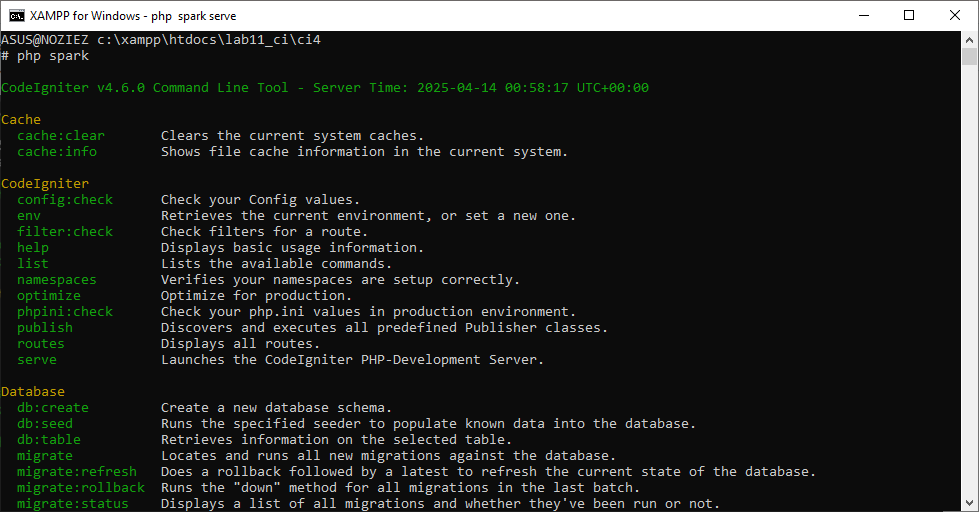 XAMPP for Windows - php  spark serve
ASUS@NOZIEZ c:\xampp\htdocs\lab11_ci\ci4
# php spark
CodeIgniter v4.6.0 Command Line Tool - Server Time: 2025-04-14 00:58:17 UTC+00:00
Cache
cache:clear Clears the current system caches.
cache:info Shows file cache information in the current system.
CodeIgniter
config:check Check your Config values.
env Retrieves the current environment, or set a new one.
filter:check Check filters for a route.
help Displays basic usage information.
list Lists the available commands.
namespaces Verifies your namespaces are setup correctly.
optimize Optimize for production.
phpini:check Check your php.ini values in production environment.
publish Discovers and executes all predefined Publisher classes.
routes Displays all routes.
serve Launches the CodeIgniter PHP-Development Server.
Database
db:create Create a new database schema.
db:seed Runs the specified seeder to populate known data into the database.
db:table Retrieves information on the selected table.
migrate Locates and runs all new migrations against the database.
migrate:refresh Does a rollback followed by a latest to refresh the current state of the database.
migrate:rollback Runs the "down" method for all migrations in the last batch.
migrate:status Displays a list of all migrations and whether they've been run or not.